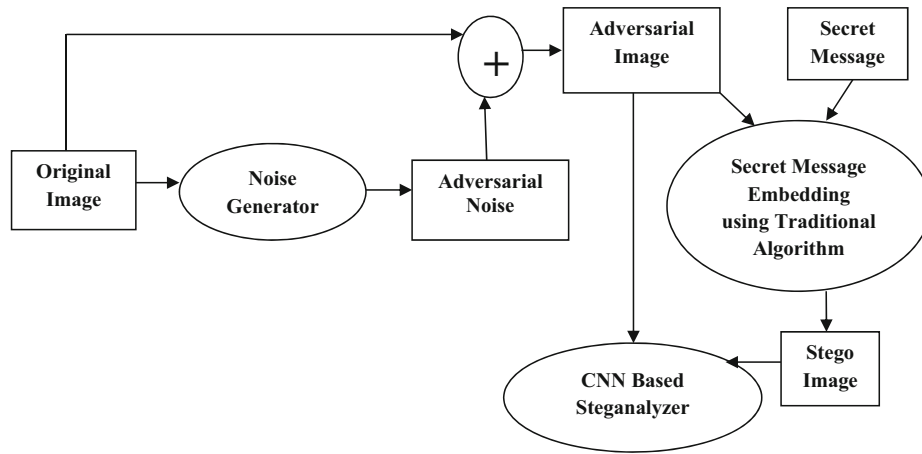 Original
Image
Noise
Generator
Adversarial
Noise
+
Adversarial
Image
Secret
Message
Secret Message
Embedding
using Traditional
Algorithm
Stego
Image
CNN Based
Steganalyzer